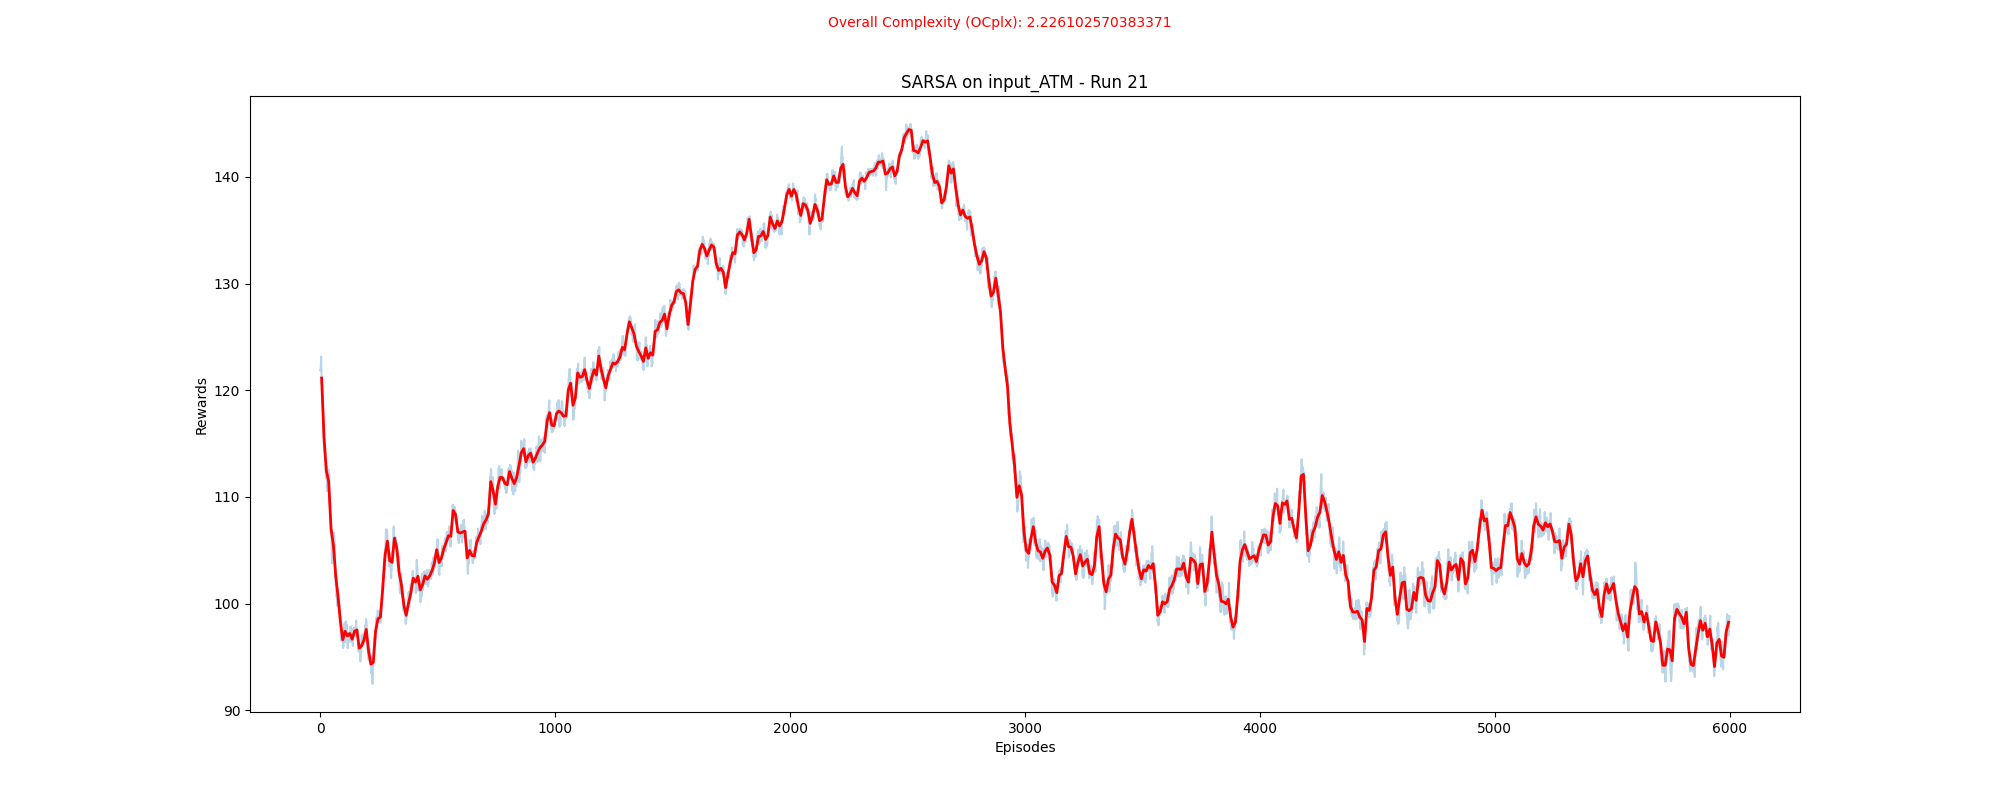 Overall Complexity (OCplx): 2.226102570383371
SARSA on input_ATM - Run 21
Rewards
140
130
120
110
100
90
0 1000 2000 3000 4000 5000 6000
Episodes